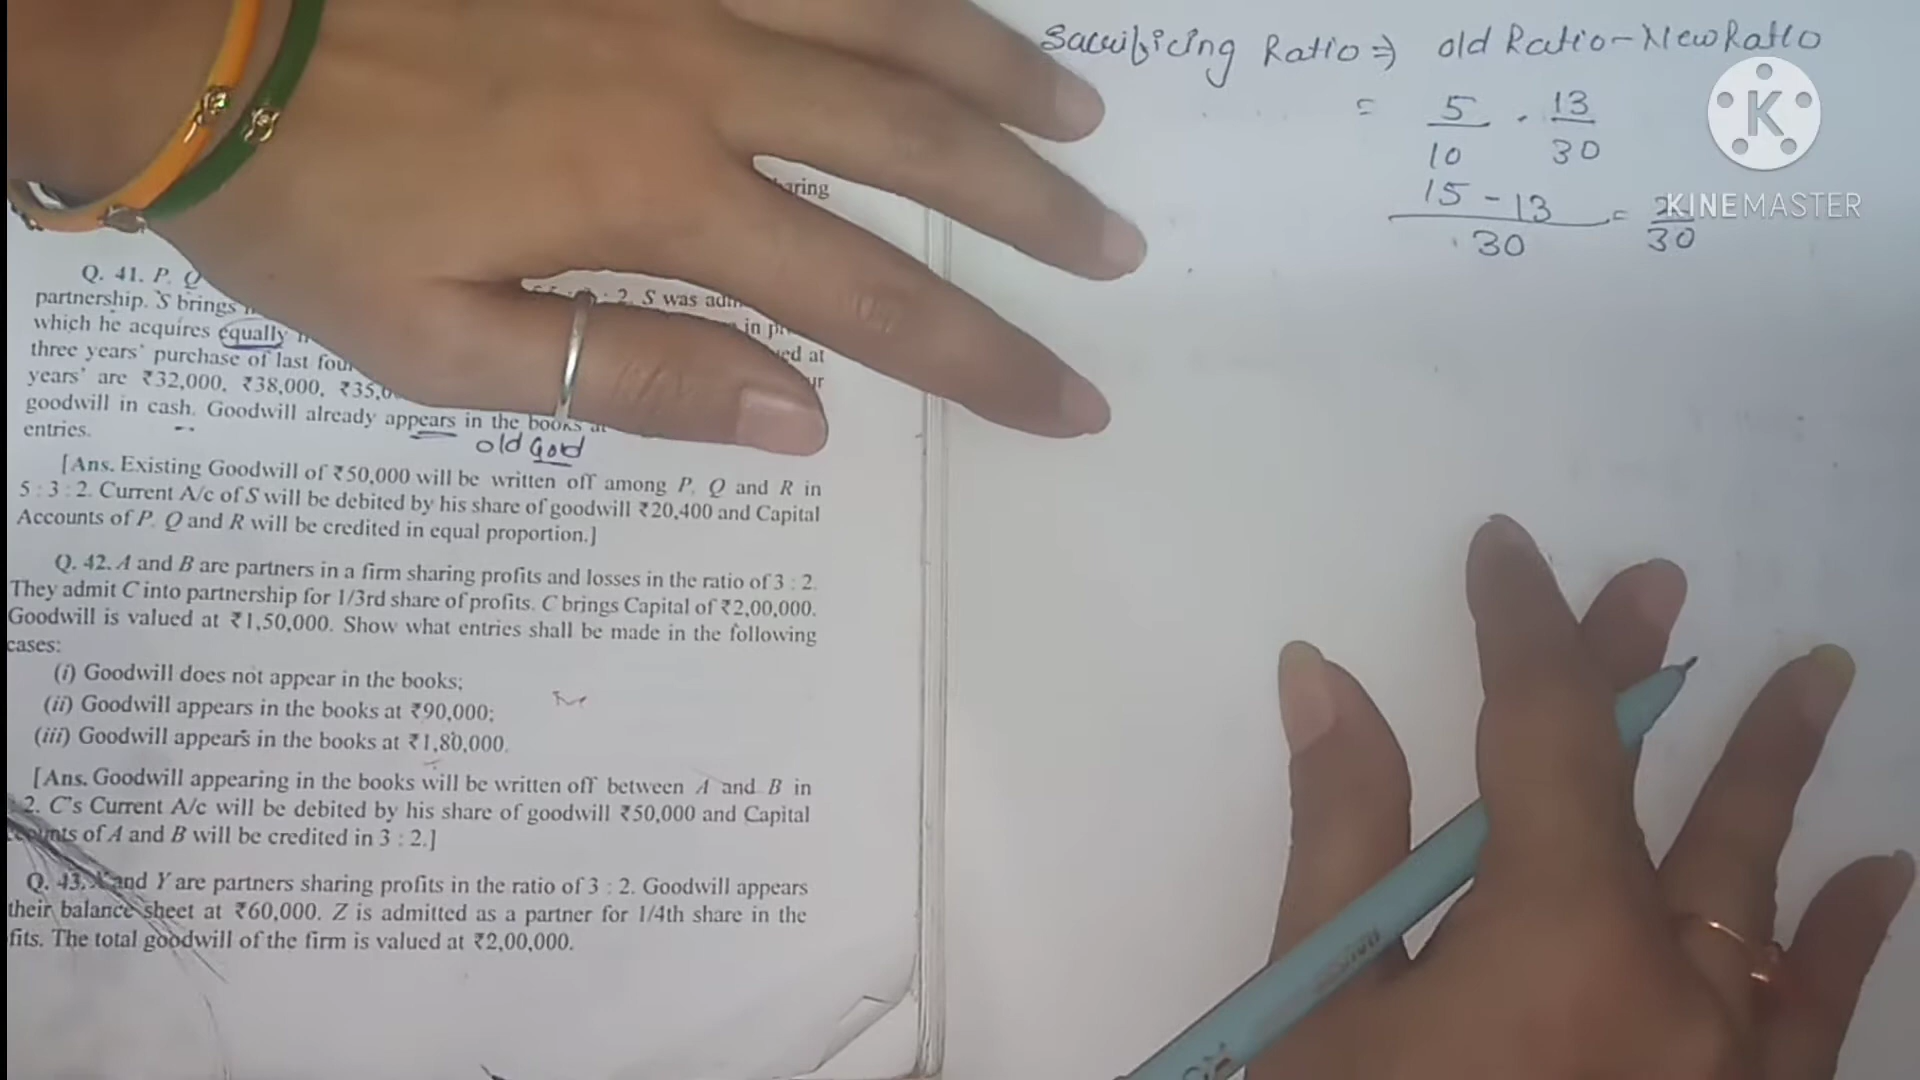 Sacrificing Ratio ⇒ old Ratio - New Ratio
= 5/10 - 13/30
15 - 13/30 = 2/30
KINEMASTER
aring
Q. 41. P, Q : 2. S was
partnership. S brings in
which he acquires equally ed at
three years' purchase of last
years' are ₹32,000, ₹38,000,
goodwill in cash. Goodwill already appears in the books
entries.
old
[Ans. Existing Goodwill of ₹50,000 will be written off among P, Q and R in
5 : 3 : 2. Current A/c of S will be debited by his share of goodwill ₹20,400 and Capital
Accounts of P. Q and R will be credited in equal proportion.]
Q. 42. A and B are partners in a firm sharing profits and losses in the ratio of 3 : 2.
They admit C into partnership for 1/3rd share of profits. C brings Capital of ₹2,00,000.
Goodwill is valued at ₹1,50,000. Show what entries shall be made in the following
cases:
(i) Goodwill does not appear in the books;
(ii) Goodwill appears in the books at ₹90,000;
(iii) Goodwill appears in the books at ₹1,80,000.
[Ans. Goodwill appearing in the books will be written off between A and B in
2. C's Current A/c will be debited by his share of goodwill ₹50,000 and Capital
of A and B will be credited in 3 : 2.]
Q. 43. X and Y are partners sharing profits in the ratio of 3 : 2. Goodwill appears
their balance sheet at ₹60,000. Z is admitted as a partner for 1/4th share in the
fits. The total goodwill of the firm is valued at ₹2,00,000.